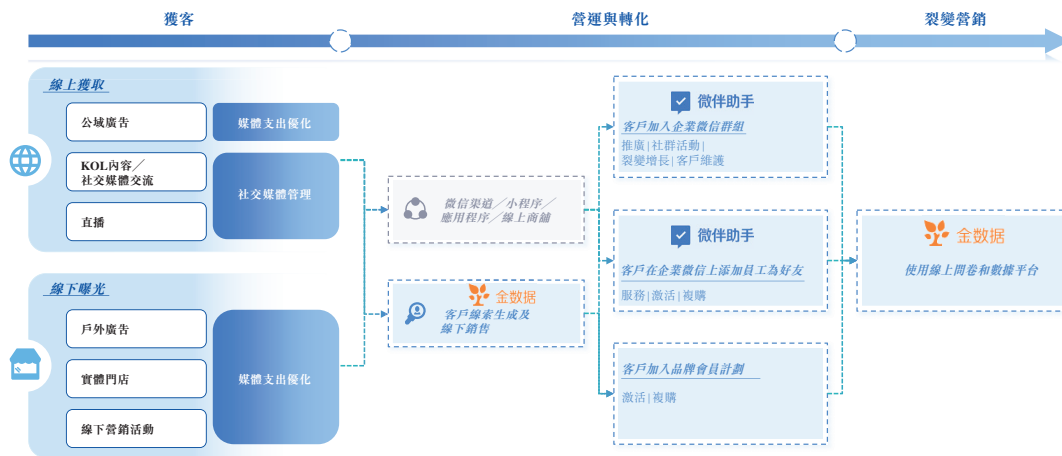 獲客
營運與轉化
裂變營銷
線上獲取
公域廣告
媒體支出優化
KOL內容／
社交媒體交流
社交媒體管理
直播
線下曝光
戶外廣告
實體門店
媒體支出優化
線下營銷活動
微信渠道／小程序／
應用程序／線上商舖
金数据
客戶線索生成及
線下銷售
微伴助手
客戶加入企業微信群組
推廣|社群活動|
裂變增長|客戶維護
微伴助手
客戶在企業微信上添加員工為好友
服務|激活|複購
客戶加入品牌會員計劃
激活|複購
金数据
使用線上問卷和數據平台